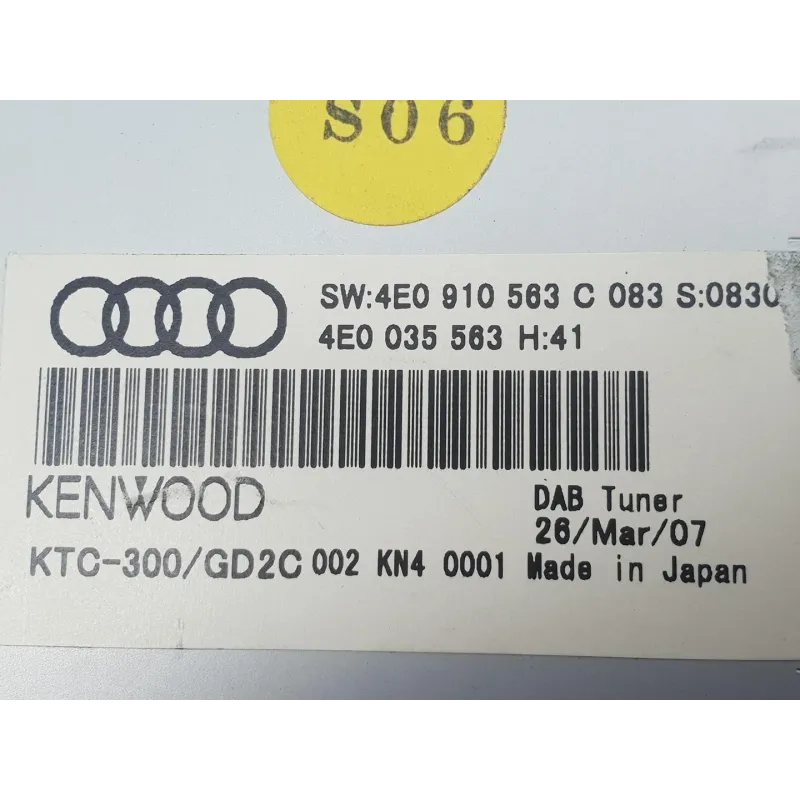 S06
SW:4E0 910 563 C 083 S:0830
4E0 035 563 H:41
KENWOOD
DAB Tuner
26/Mar/07
KTC-300/GD2C 002 KN4 0001 Made in Japan